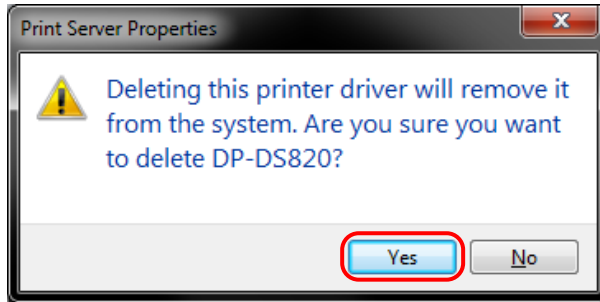 Print Server Properties
Deleting this printer driver will remove it
from the system. Are you sure you want
to delete DP-DS820?
Yes
No